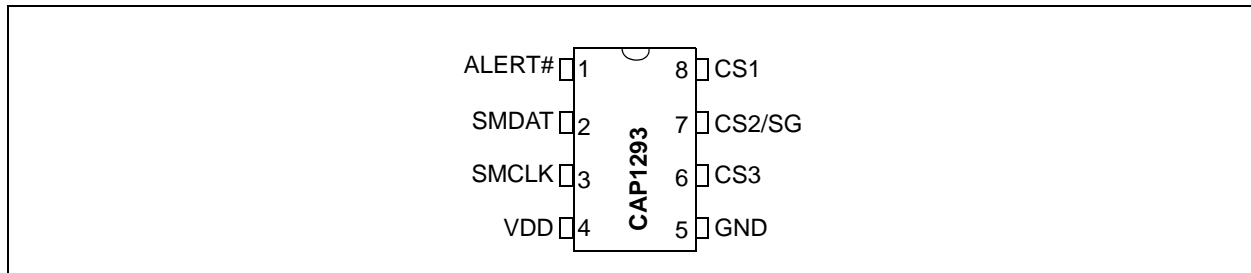 ALERT# 1 8 CS1
SMDAT 2 7 CS2/SG
SMCLK 3 6 CS3
VDD 4 5 GND
CAP1293